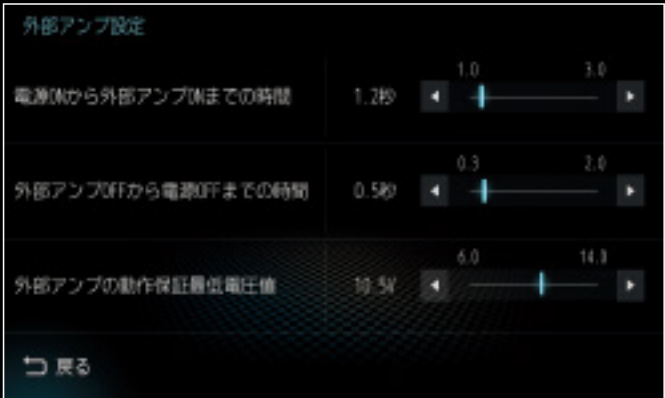 外部アンプ設定
1.0 3.0
電源ONから外部アンプONまでの時間 1.2秒
0.3 2.0
外部アンプOFFから電源OFFまでの時間 0.5秒
6.0 14.0
外部アンプの動作保証最低電圧値 10.5V
戻る